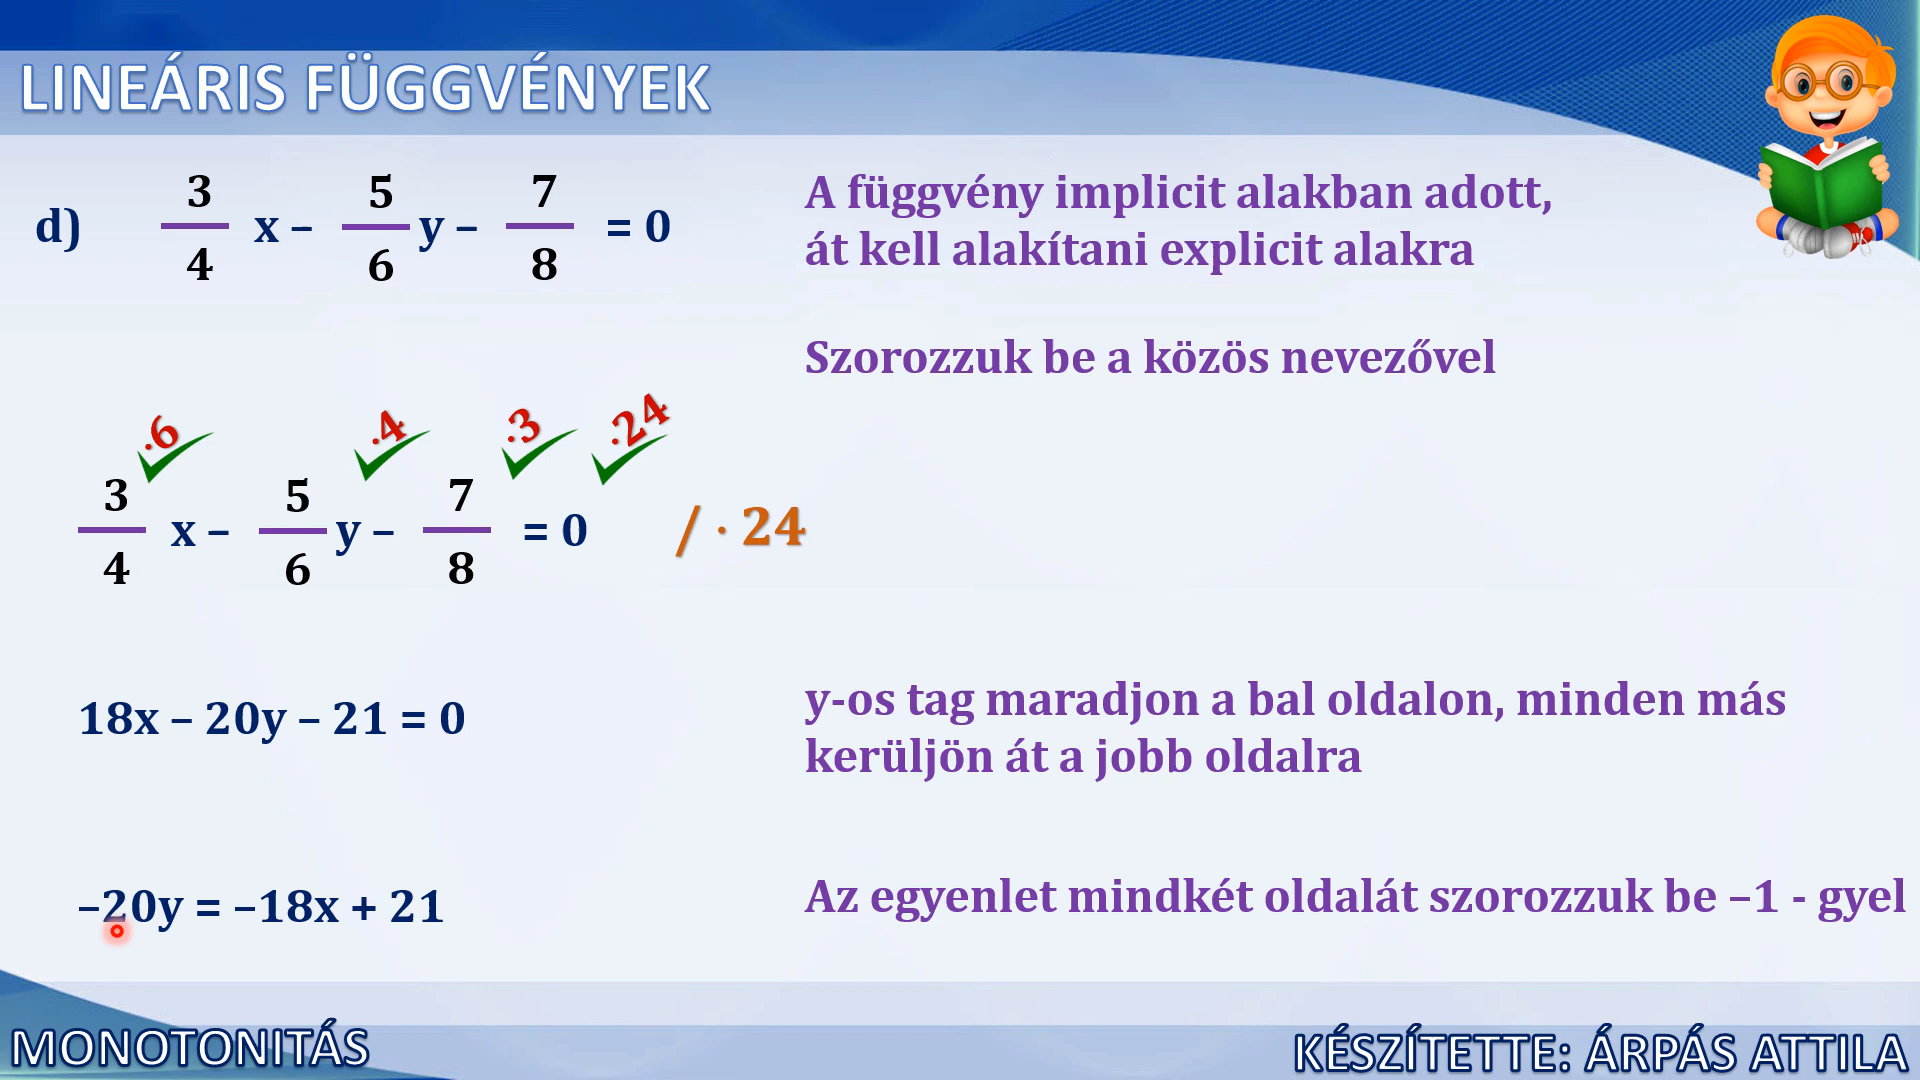 LINEÁRIS FÜGGVÉNYEK
d) 3/4 x – 5/6 y – 7/8 = 0
A függvény implicit alakban adott,
át kell alakítani explicit alakra
Szorozzuk be a közös nevezővel
·6 ·4 ·3 ·24
3/4 x – 5/6 y – 7/8 = 0 / · 24
18x – 20y – 21 = 0
y-os tag maradjon a bal oldalon, minden más
kerüljön át a jobb oldalra
–20y = –18x + 21
Az egyenlet mindkét oldalát szorozzuk be –1 - gyel
MONOTONITÁS
KÉSZÍTETTE: ÁRPÁS ATTILA